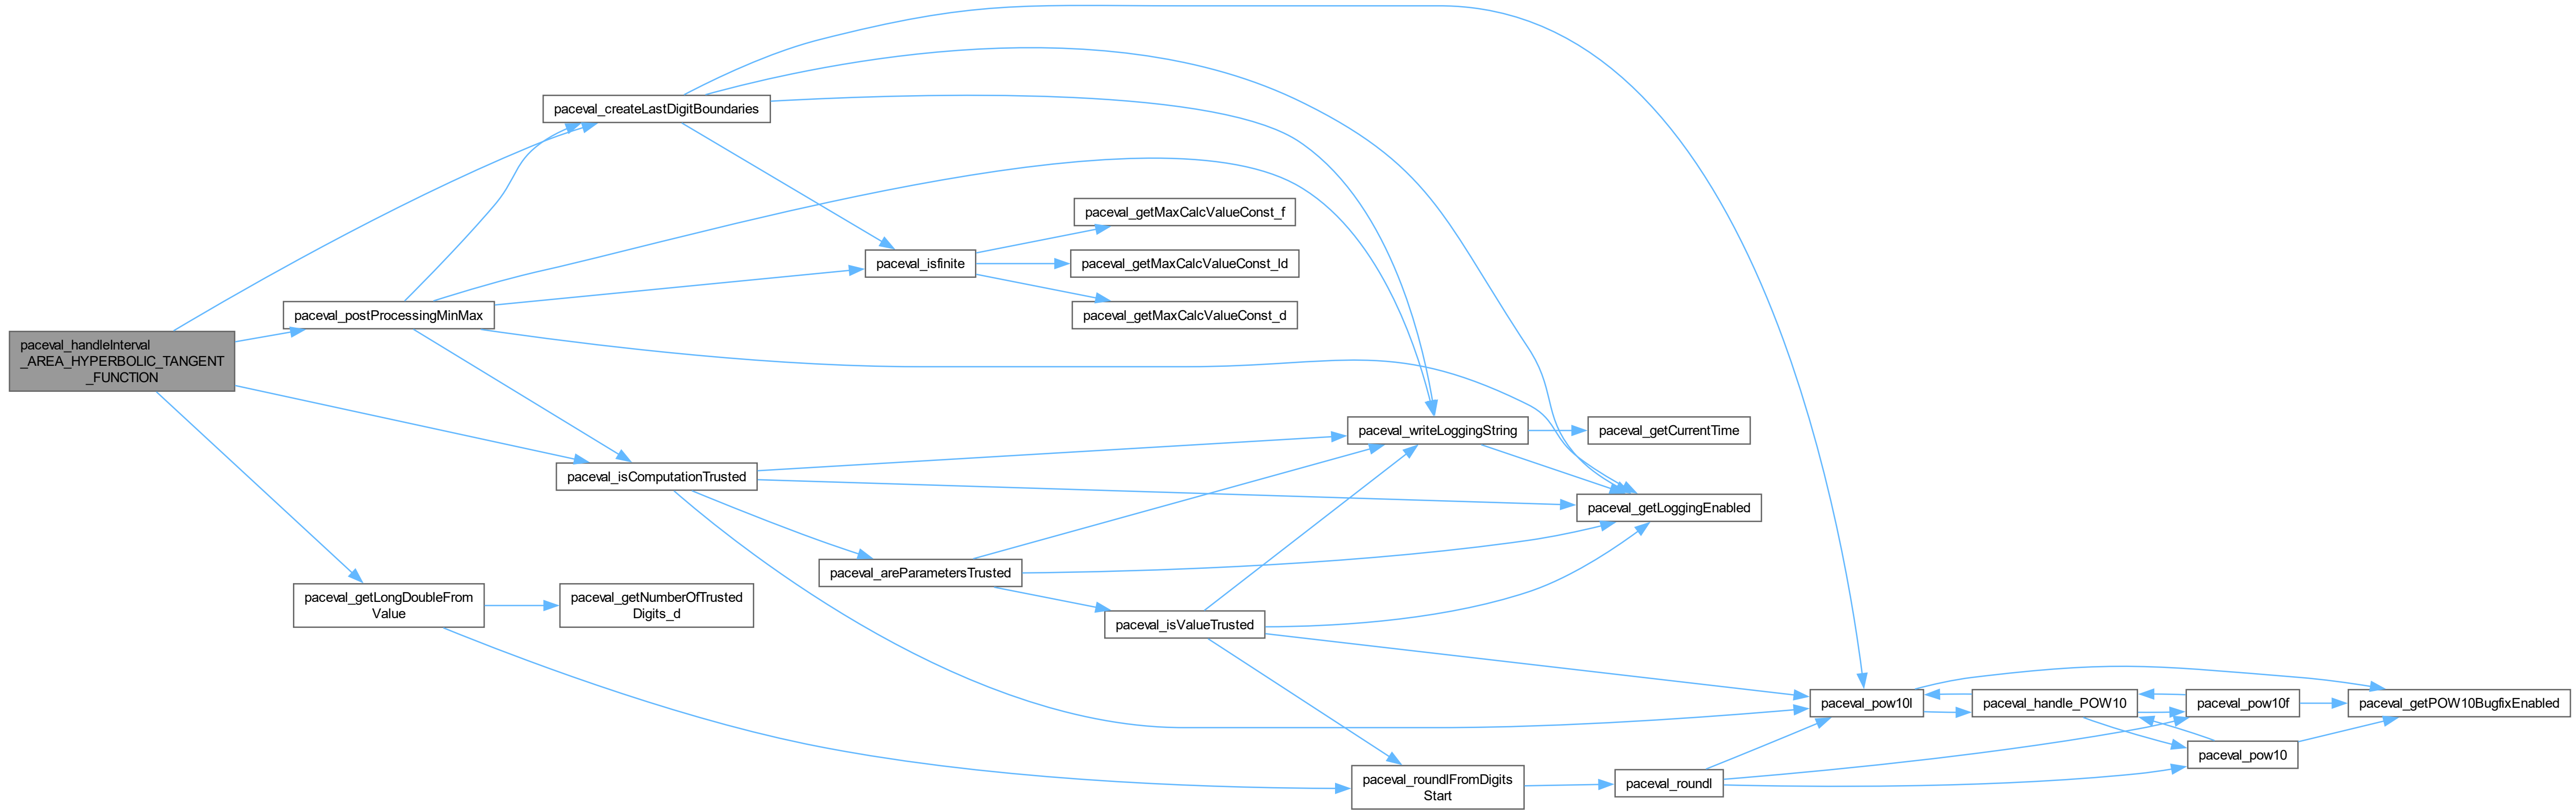 paceval_handleInterval
_AREA_HYPERBOLIC_TANGENT
_FUNCTION
paceval_createLastDigitBoundaries
paceval_postProcessingMinMax
paceval_isComputationTrusted
paceval_getLongDoubleFrom
Value
paceval_getNumberOfTrusted
Digits_d
paceval_isfinite
paceval_areParametersTrusted
paceval_getMaxCalcValueConst_f
paceval_getMaxCalcValueConst_ld
paceval_getMaxCalcValueConst_d
paceval_isValueTrusted
paceval_writeLoggingString
paceval_roundlFromDigits
Start
paceval_getCurrentTime
paceval_getLoggingEnabled
paceval_roundl
paceval_pow10l
paceval_handle_POW10
paceval_pow10f
paceval_pow10
paceval_getPOW10BugfixEnabled